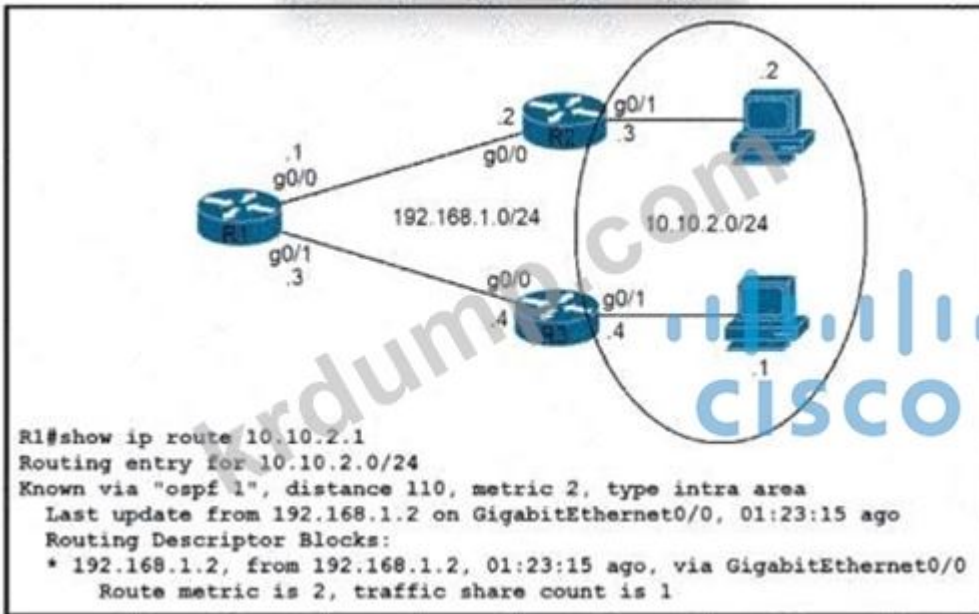 .2
g0/1
.2
R2
.3
g0/0
.1
g0/0
192.168.1.0/24
10.10.2.0/24
R1
g0/1
.3
g0/0
g0/1
.4
R3
.4
.1
krdump.com
CISCO
R1#show ip route 10.10.2.1
Routing entry for 10.10.2.0/24
Known via "ospf 1", distance 110, metric 2, type intra area
Last update from 192.168.1.2 on GigabitEthernet0/0, 01:23:15 ago
Routing Descriptor Blocks:
* 192.168.1.2, from 192.168.1.2, 01:23:15 ago, via GigabitEthernet0/0
Route metric is 2, traffic share count is 1